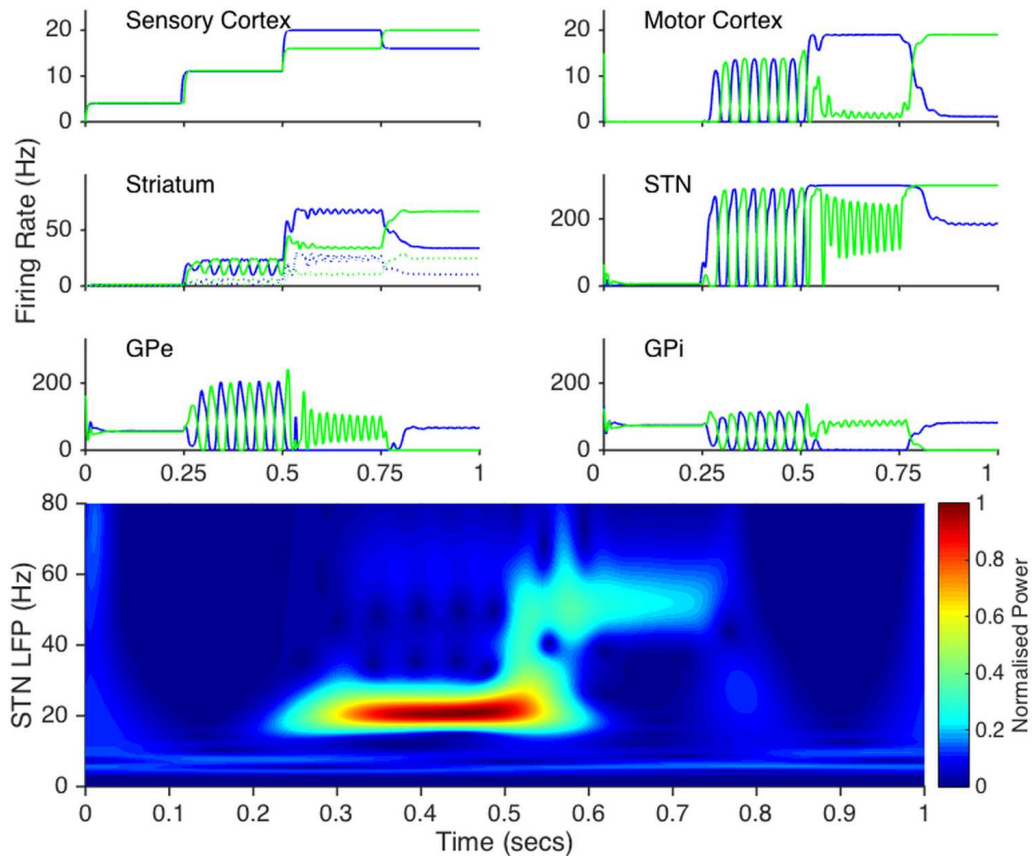 Sensory Cortex
20
10
0
Motor Cortex
20
10
0
Firing Rate (Hz)
Striatum
50
0
STN
200
0
GPe
200
0
0 0.25 0.5 0.75 1
GPi
200
0
0 0.25 0.5 0.75 1
STN LFP (Hz)
80
60
40
20
0
0 0.1 0.2 0.3 0.4 0.5 0.6 0.7 0.8 0.9 1
Time (secs)
1
0.8
0.6
0.4
0.2
0
Normalised Power